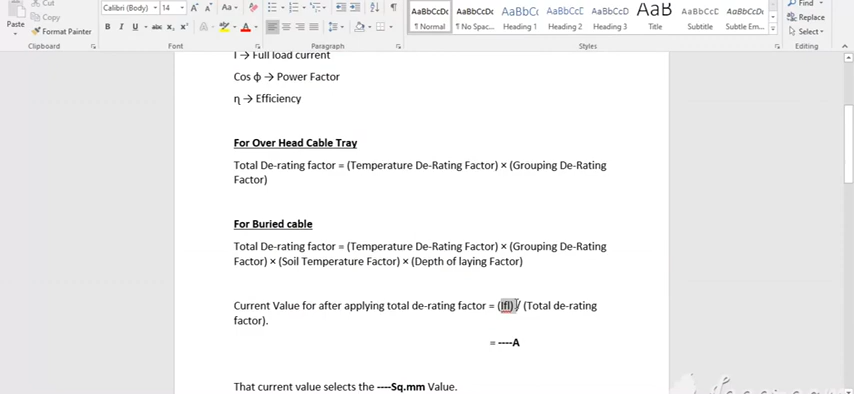 Cut
Copy
Paste
Format Painter
Clipboard
Calibri (Body)
14
Font
Paragraph
AaBbCcDc AaBbCcDc AaBbC AaBbCc AaBbCcD AaB AaBbCcD AaBbCcDc
¶ Normal ¶ No Spac... Heading 1 Heading 2 Heading 3 Title Subtitle Subtle Em...
Styles
Find
Replace
Select
Editing
I → Full load current
Cos ϕ → Power Factor
η → Efficiency
For Over Head Cable Tray
Total De-rating factor = (Temperature De-Rating Factor) × (Grouping De-Rating
Factor)
For Buried cable
Total De-rating factor = (Temperature De-Rating Factor) × (Grouping De-Rating
Factor) × (Soil Temperature Factor) × (Depth of laying Factor)
Current Value for after applying total de-rating factor = (Ifl) / (Total de-rating
factor).
= ----A
That current value selects the ----Sq.mm Value.